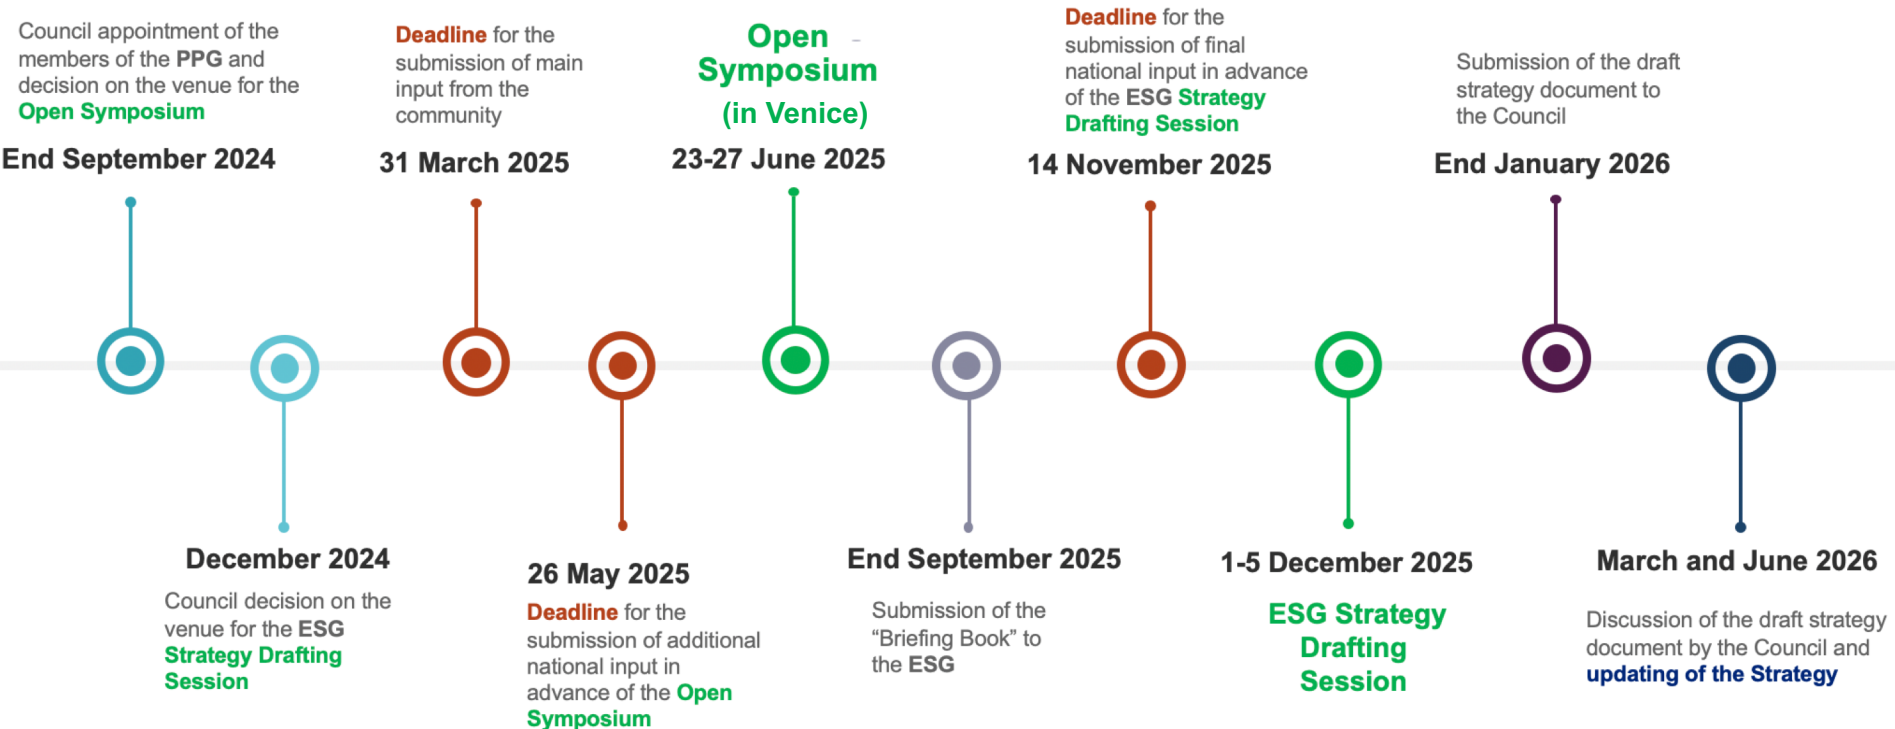 Council appointment of the
members of the PPG and
decision on the venue for the
Open Symposium
End September 2024
December 2024
Council decision on the
venue for the ESG
Strategy Drafting
Session
Deadline for the
submission of main
input from the
community
31 March 2025
26 May 2025
Deadline for the
submission of additional
national input in
advance of the Open
Symposium
Open
Symposium
(in Venice)
23-27 June 2025
End September 2025
Submission of the
“Briefing Book” to
the ESG
Deadline for the
submission of final
national input in advance
of the ESG Strategy
Drafting Session
14 November 2025
1-5 December 2025
ESG Strategy
Drafting
Session
Submission of the draft
strategy document to
the Council
End January 2026
March and June 2026
Discussion of the draft strategy
document by the Council and
updating of the Strategy